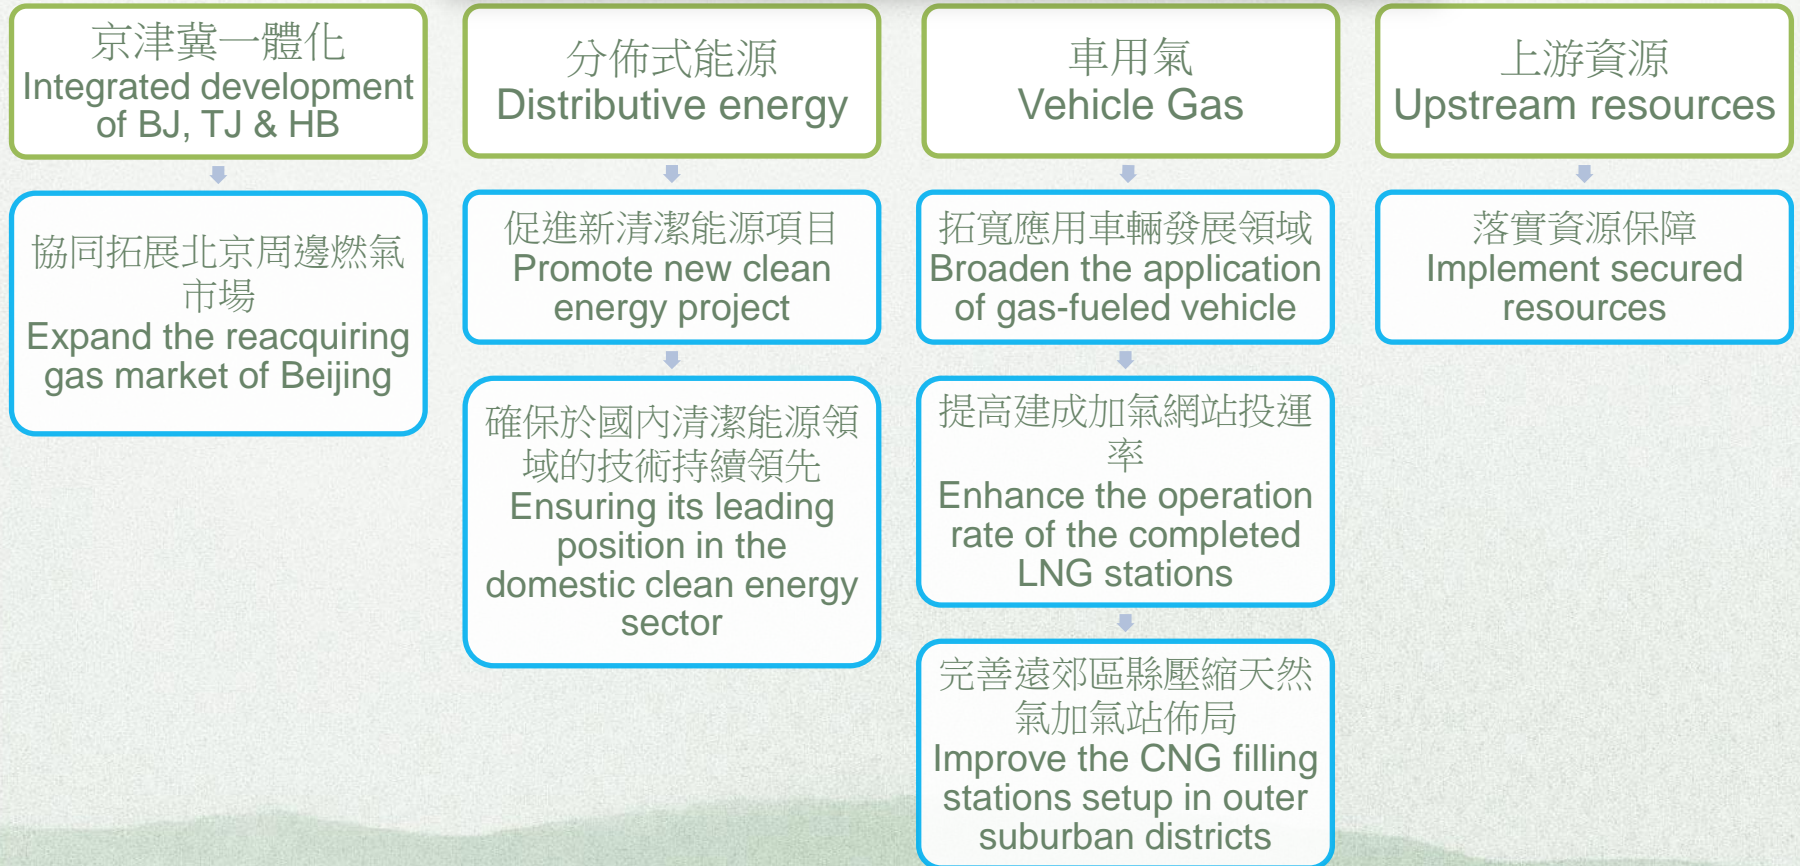 京津冀一體化
Integrated development
of BJ, TJ & HB
協同拓展北京周邊燃氣
市場
Expand the reacquiring
gas market of Beijing
分佈式能源
Distributive energy
促進新清潔能源項目
Promote new clean
energy project
確保於國內清潔能源領
域的技術持續領先
Ensuring its leading
position in the
domestic clean energy
sector
車用氣
Vehicle Gas
拓寬應用車輛發展領域
Broaden the application
of gas-fueled vehicle
提高建成加氣網站投運
率
Enhance the operation
rate of the completed
LNG stations
完善遠郊區縣壓縮天然
氣加氣站佈局
Improve the CNG filling
stations setup in outer
suburban districts
上游資源
Upstream resources
落實資源保障
Implement secured
resources